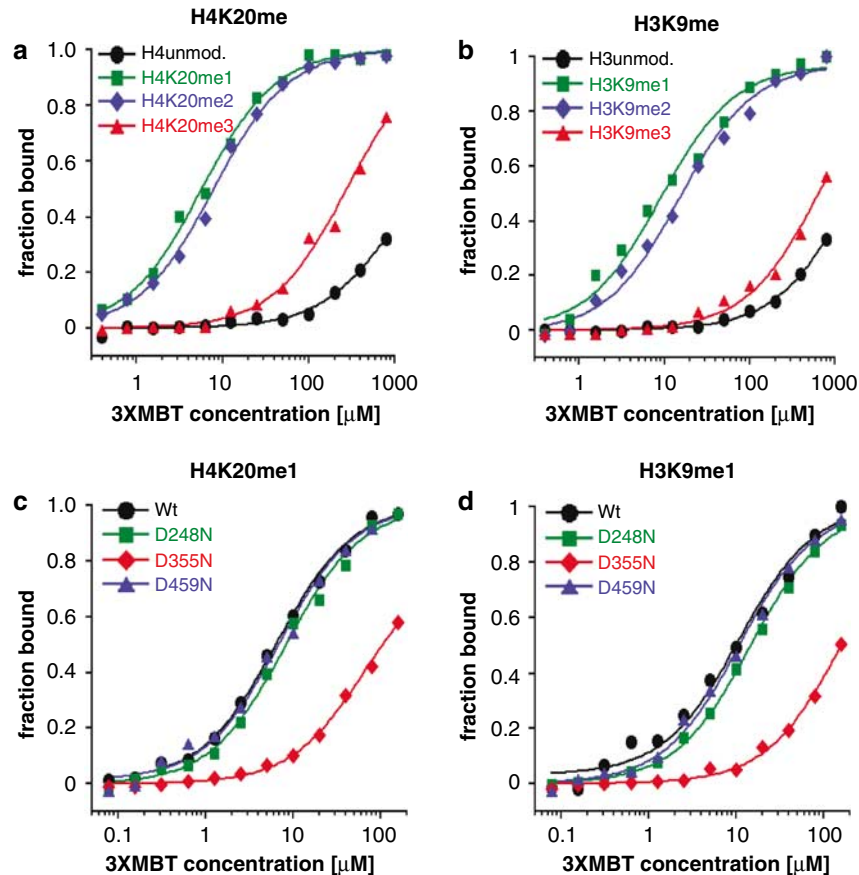 H4K20me
a
H4unmod.
H4K20me1
H4K20me2
H4K20me3
fraction bound
1.0
0.8
0.6
0.4
0.2
0
1
10
100
1000
3XMBT concentration [µM]
H3K9me
b
H3unmod.
H3K9me1
H3K9me2
H3K9me3
fraction bound
1
0.8
0.6
0.4
0.2
0
1
10
100
1000
3XMBT concentration [µM]
H4K20me1
c
Wt
D248N
D355N
D459N
fraction bound
1.0
0.8
0.6
0.4
0.2
0
0.1
1
10
100
3XMBT concentration [µM]
H3K9me1
d
Wt
D248N
D355N
D459N
fraction bound
1
0.8
0.6
0.4
0.2
0
0.1
1
10
100
3XMBT concentration [µM]